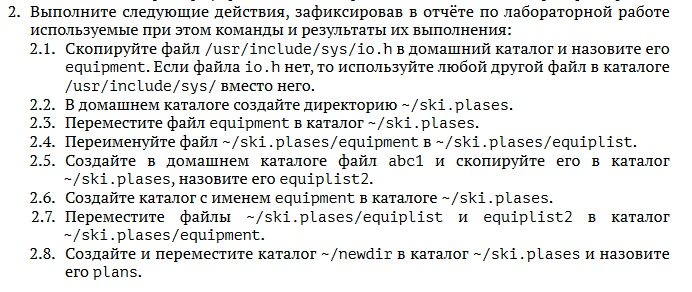 2. Выполните следующие действия, зафиксировав в отчёте по лабораторной работе
используемые при этом команды и результаты их выполнения:
2.1. Скопируйте файл /usr/include/sys/io.h в домашний каталог и назовите его
equipment. Если файла io.h нет, то используйте любой другой файл в каталоге
/usr/include/sys/ вместо него.
2.2. В домашнем каталоге создайте директорию ~/ski.plases.
2.3. Переместите файл equipment в каталог ~/ski.plases.
2.4. Переименуйте файл ~/ski.plases/equipment в ~/ski.plases/equiplist.
2.5. Создайте в домашнем каталоге файл abc1 и скопируйте его в каталог
~/ski.plases, назовите его equiplist2.
2.6. Создайте каталог с именем equipment в каталоге ~/ski.plases.
2.7. Переместите файлы ~/ski.plases/equiplist и equiplist2 в каталог
~/ski.plases/equipment.
2.8. Создайте и переместите каталог ~/newdir в каталог ~/ski.plases и назовите
его plans.